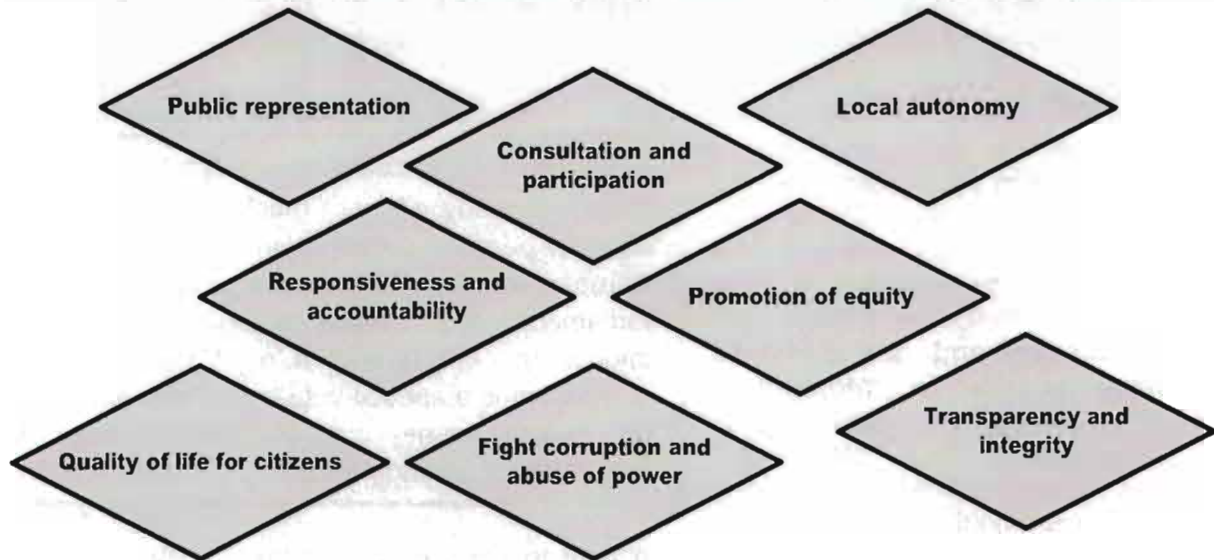 Public representation
Local autonomy
Consultation and
participation
Responsiveness and
accountability
Promotion of equity
Transparency and
integrity
Quality of life for citizens
Fight corruption and
abuse of power